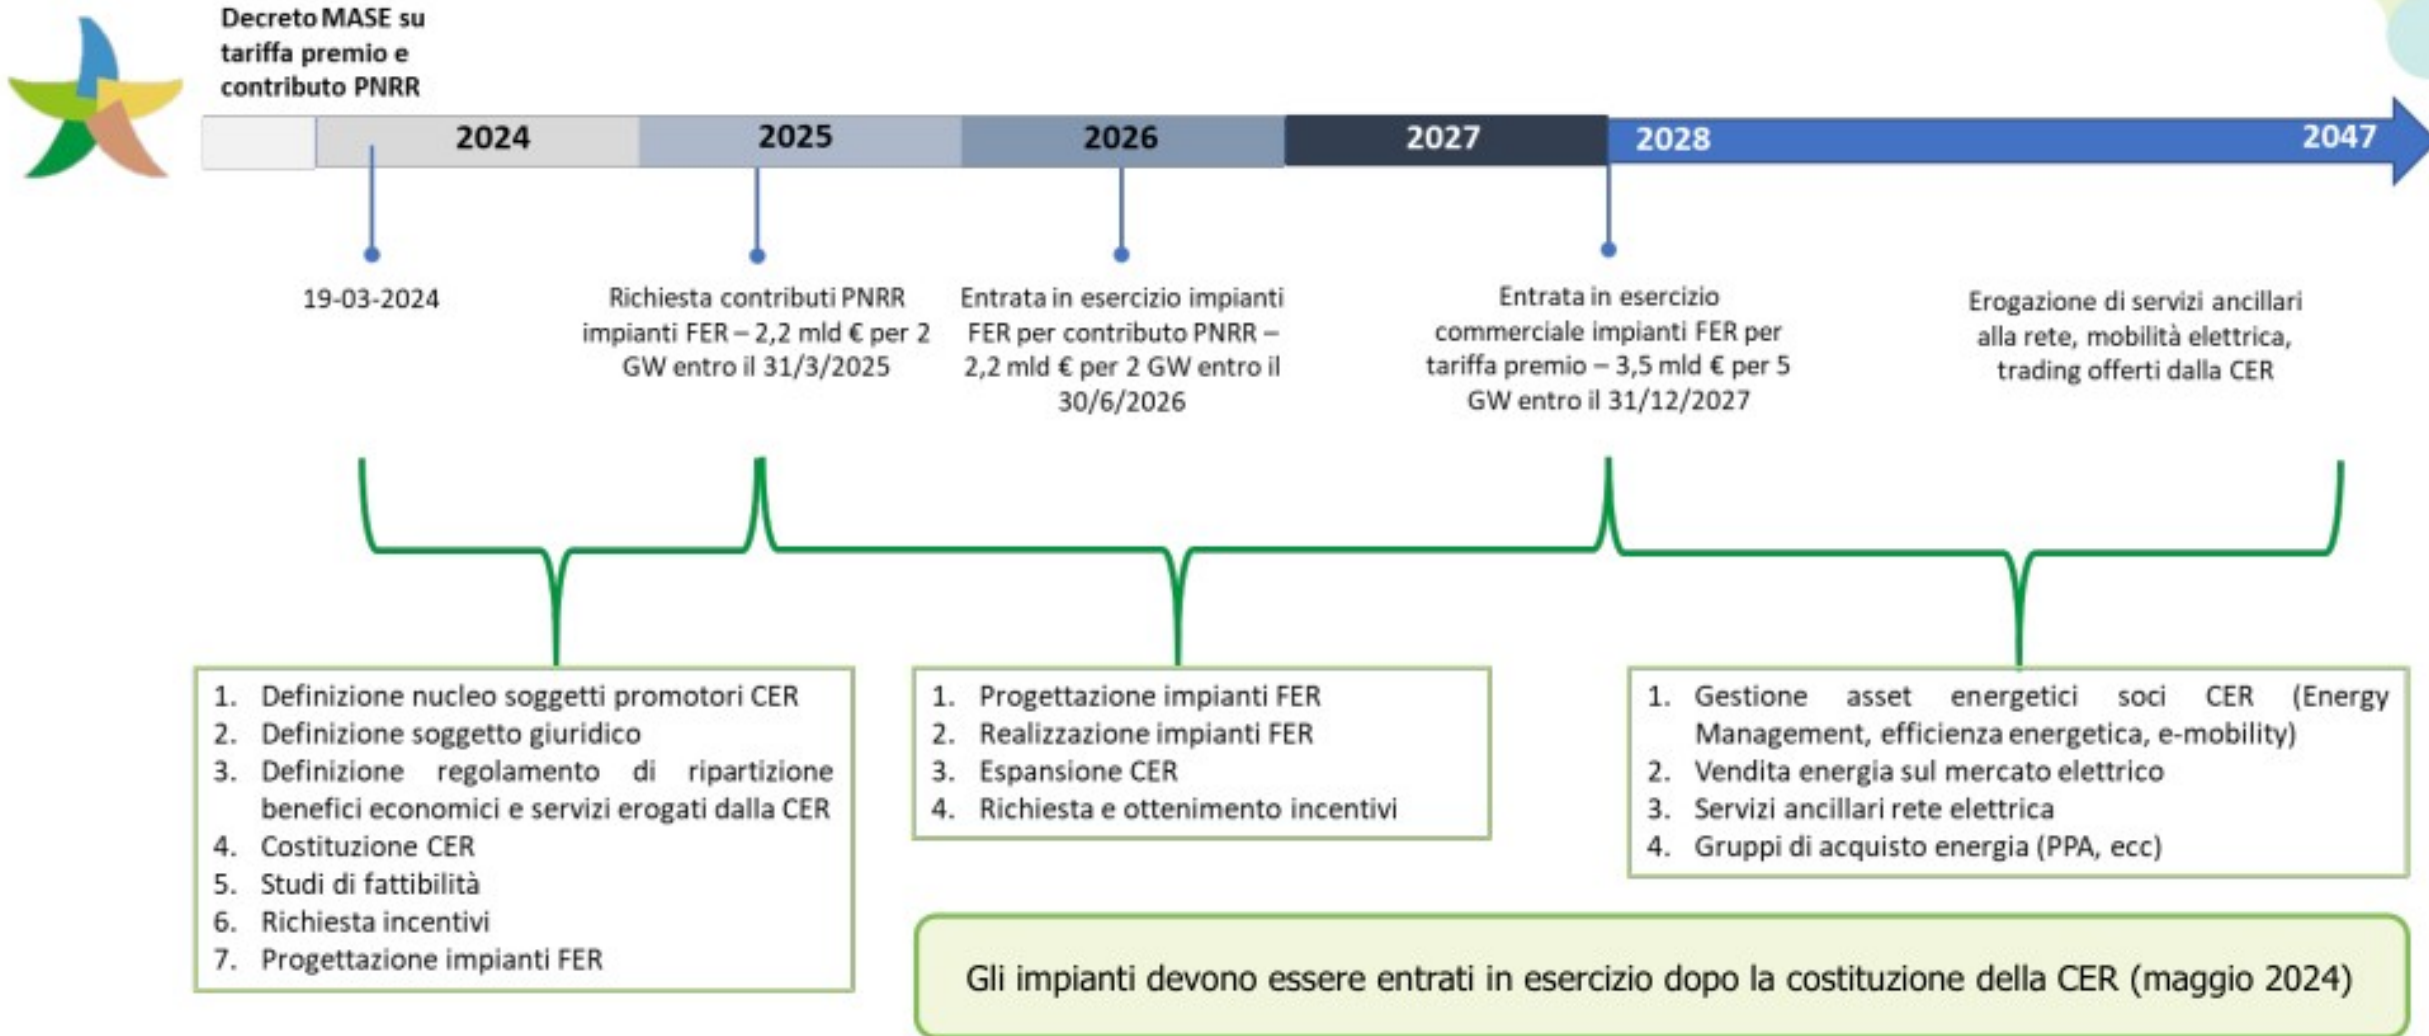 Decreto MASE su
tariffa premio e
contributo PNRR
2024
2025
2026
2027
2028
2047
19-03-2024
Richiesta contributi PNRR
impianti FER – 2,2 mld € per 2
GW entro il 31/3/2025
Entrata in esercizio impianti
FER per contributo PNRR –
2,2 mld € per 2 GW entro il
30/6/2026
Entrata in esercizio
commerciale impianti FER per
tariffa premio – 3,5 mld € per 5
GW entro il 31/12/2027
Erogazione di servizi ancillari
alla rete, mobilità elettrica,
trading offerti dalla CER
1. Definizione nucleo soggetti promotori CER
2. Definizione soggetto giuridico
3. Definizione regolamento di ripartizione
benefici economici e servizi erogati dalla CER
4. Costituzione CER
5. Studi di fattibilità
6. Richiesta incentivi
7. Progettazione impianti FER
1. Progettazione impianti FER
2. Realizzazione impianti FER
3. Espansione CER
4. Richiesta e ottenimento incentivi
1. Gestione asset energetici soci CER (Energy
Management, efficienza energetica, e-mobility)
2. Vendita energia sul mercato elettrico
3. Servizi ancillari rete elettrica
4. Gruppi di acquisto energia (PPA, ecc)
Gli impianti devono essere entrati in esercizio dopo la costituzione della CER (maggio 2024)